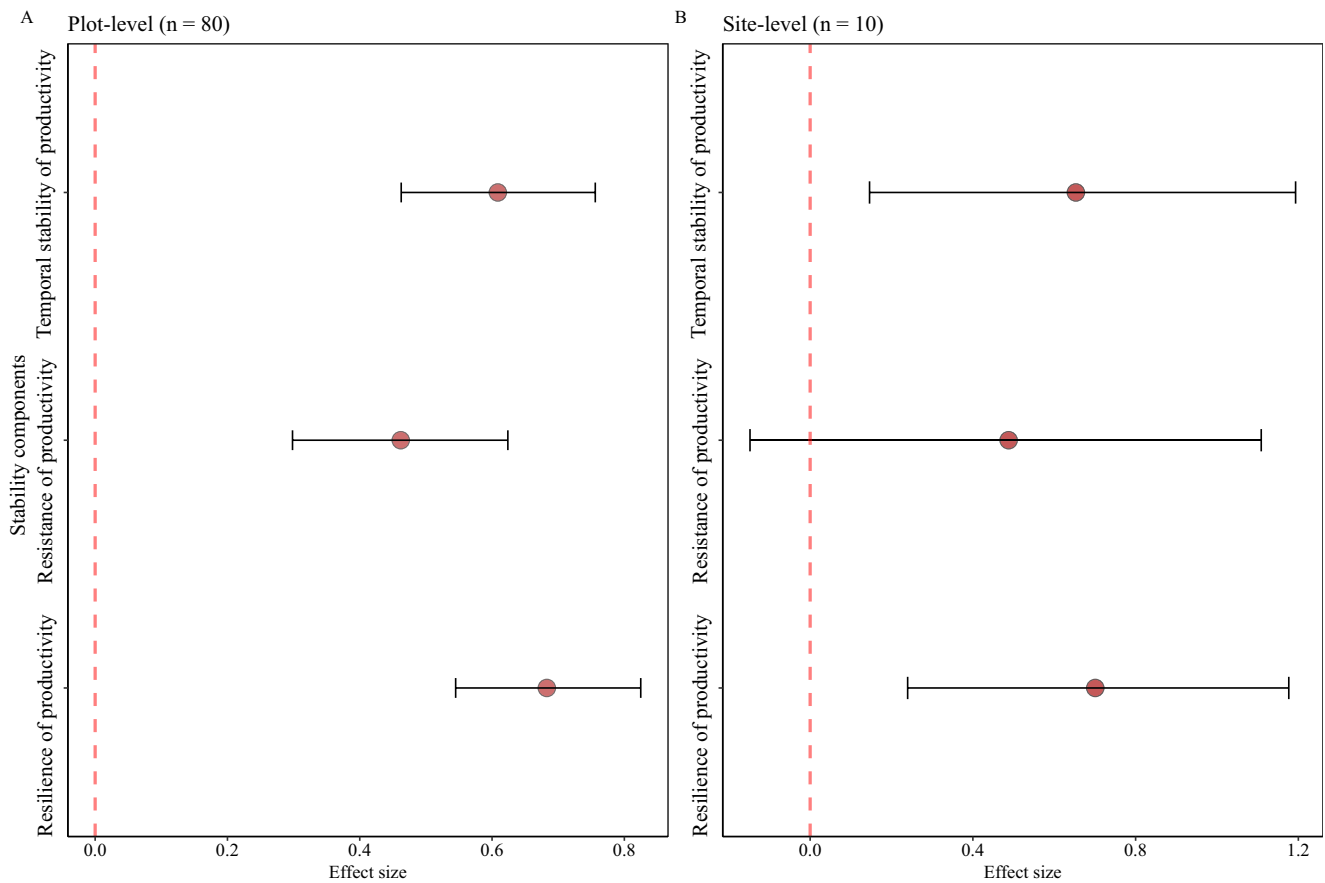 A
Plot-level (n = 80)
Stability components
Temporal stability of productivity
Resistance of productivity
Resilience of productivity
0.0
0.2
0.4
0.6
0.8
Effect size
B
Site-level (n = 10)
Temporal stability of productivity
Resistance of productivity
Resilience of productivity
0.0
0.4
0.8
1.2
Effect size